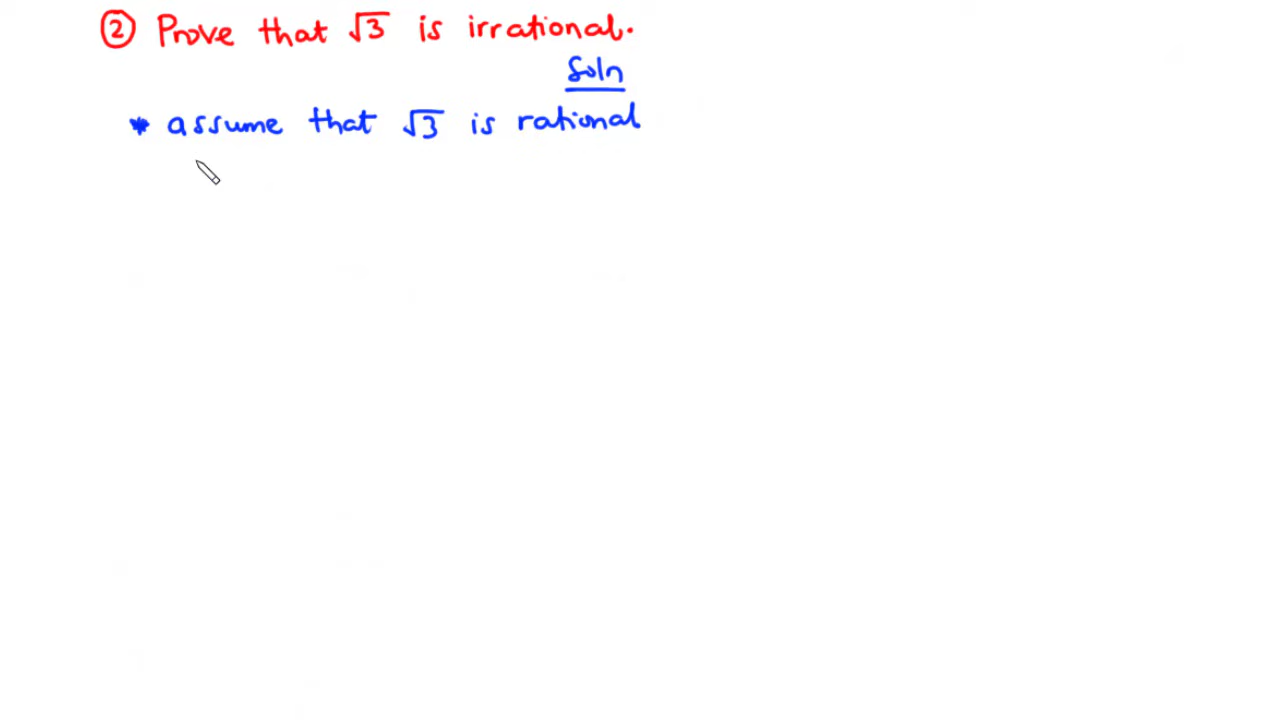 ② Prove that √3 is irrational.
Soln
* assume that √3 is rational